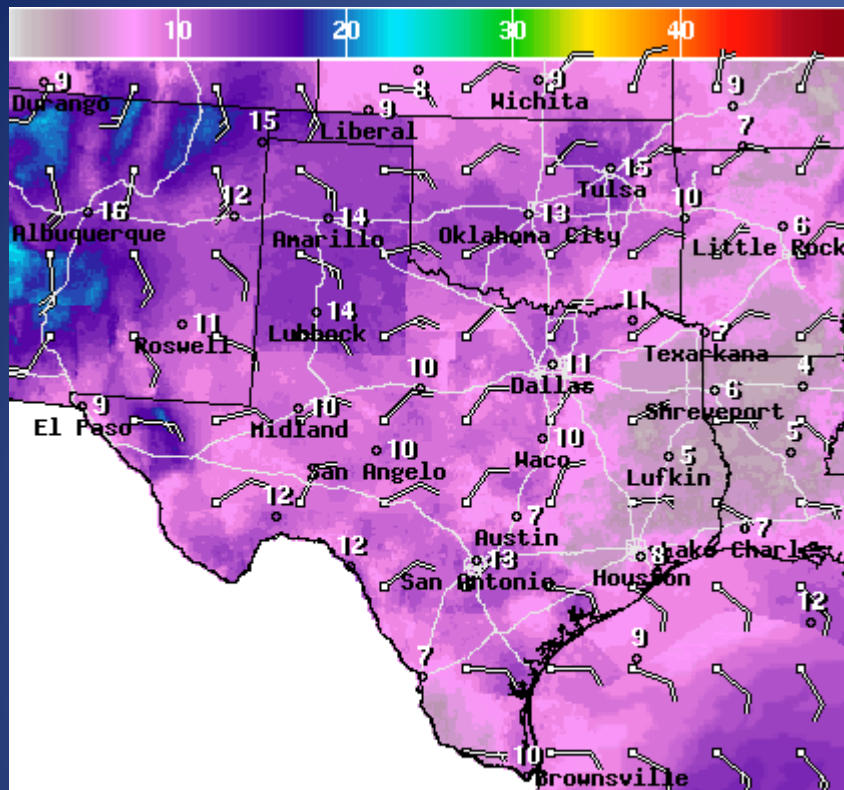 10 20 30 40
9 8 9 9
Durango Wichita
9
Liberal
15 7
15
Tulsa
16 12 14 13 10 6
Albuquerque Amarillo Oklahoma City Little Rock
14 11
11 7
Roswell Lubbock Texarkana
11
10 Dallas 6 4
9 10 Shreveport
El Paso Midland
10 10 5 5
San Angelo Waco Lufkin
12 7 7
Austin Lake Charles
12 13 8
San Antonio Houston
12
9
7
10
Brownsville